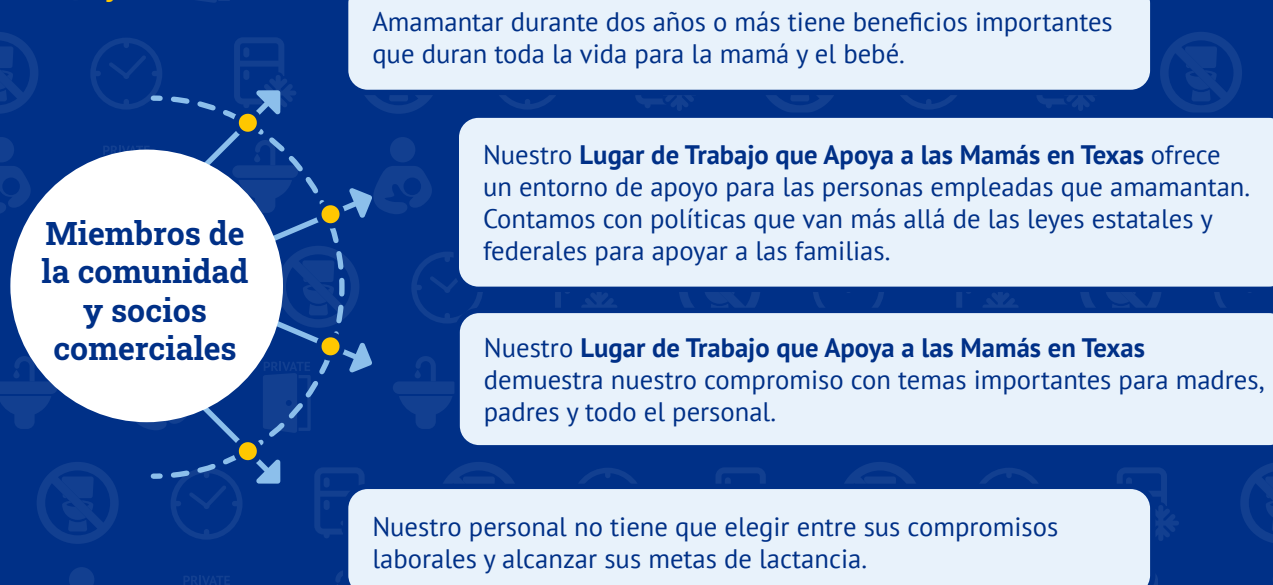 Amamantar durante dos años o más tiene beneficios importantes
que duran toda la vida para la mamá y el bebé.
Miembros de
la comunidad
y socios
comerciales
Nuestro Lugar de Trabajo que Apoya a las Mamás en Texas ofrece
un entorno de apoyo para las personas empleadas que amamantan.
Contamos con políticas que van más allá de las leyes estatales y
federales para apoyar a las familias.
Nuestro Lugar de Trabajo que Apoya a las Mamás en Texas
demuestra nuestro compromiso con temas importantes para madres,
padres y todo el personal.
Nuestro personal no tiene que elegir entre sus compromisos
laborales y alcanzar sus metas de lactancia.
PRIVATE
PRIVATE
PRIVATE